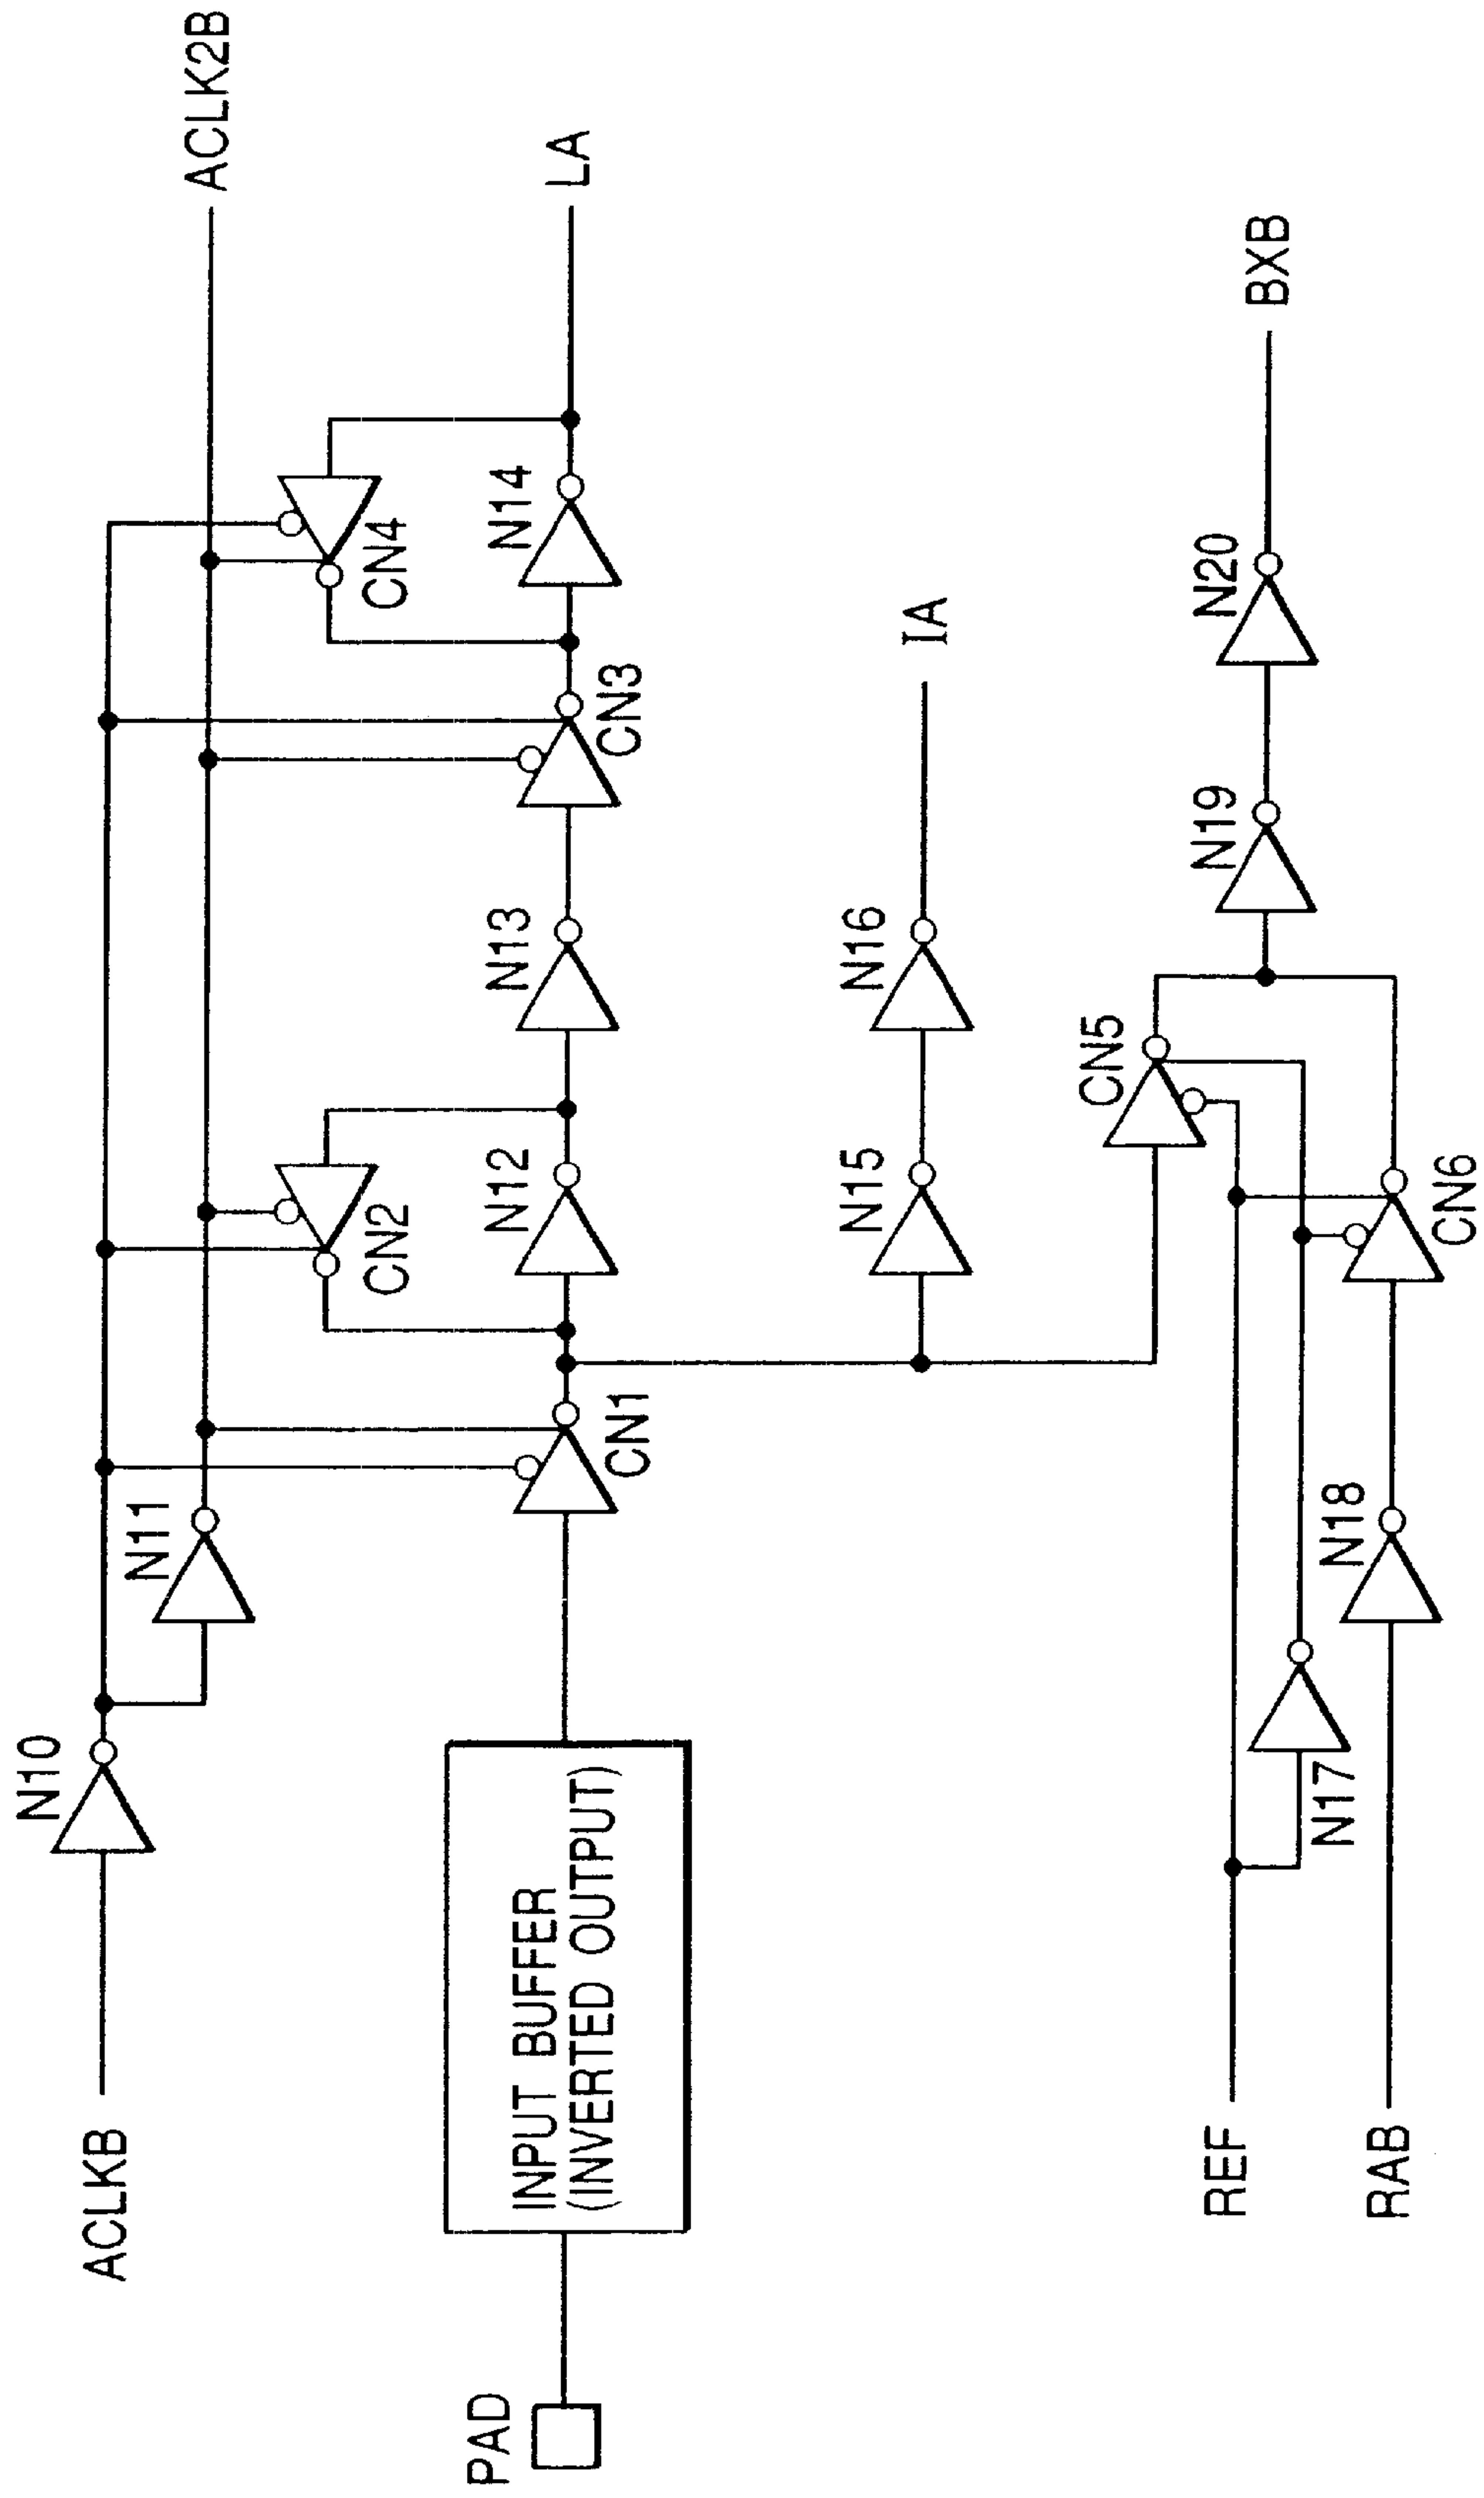 ACLKB
N10
N11
ACLK2B
PAD
INPUT BUFFER
(INVERTED OUTPUT)
CN1
CN2
N12
N13
CN3
CN4
N14
LA
N15
N16
IA
REF
RAB
N17
N18
CN5
CN6
N19
N20
BXB